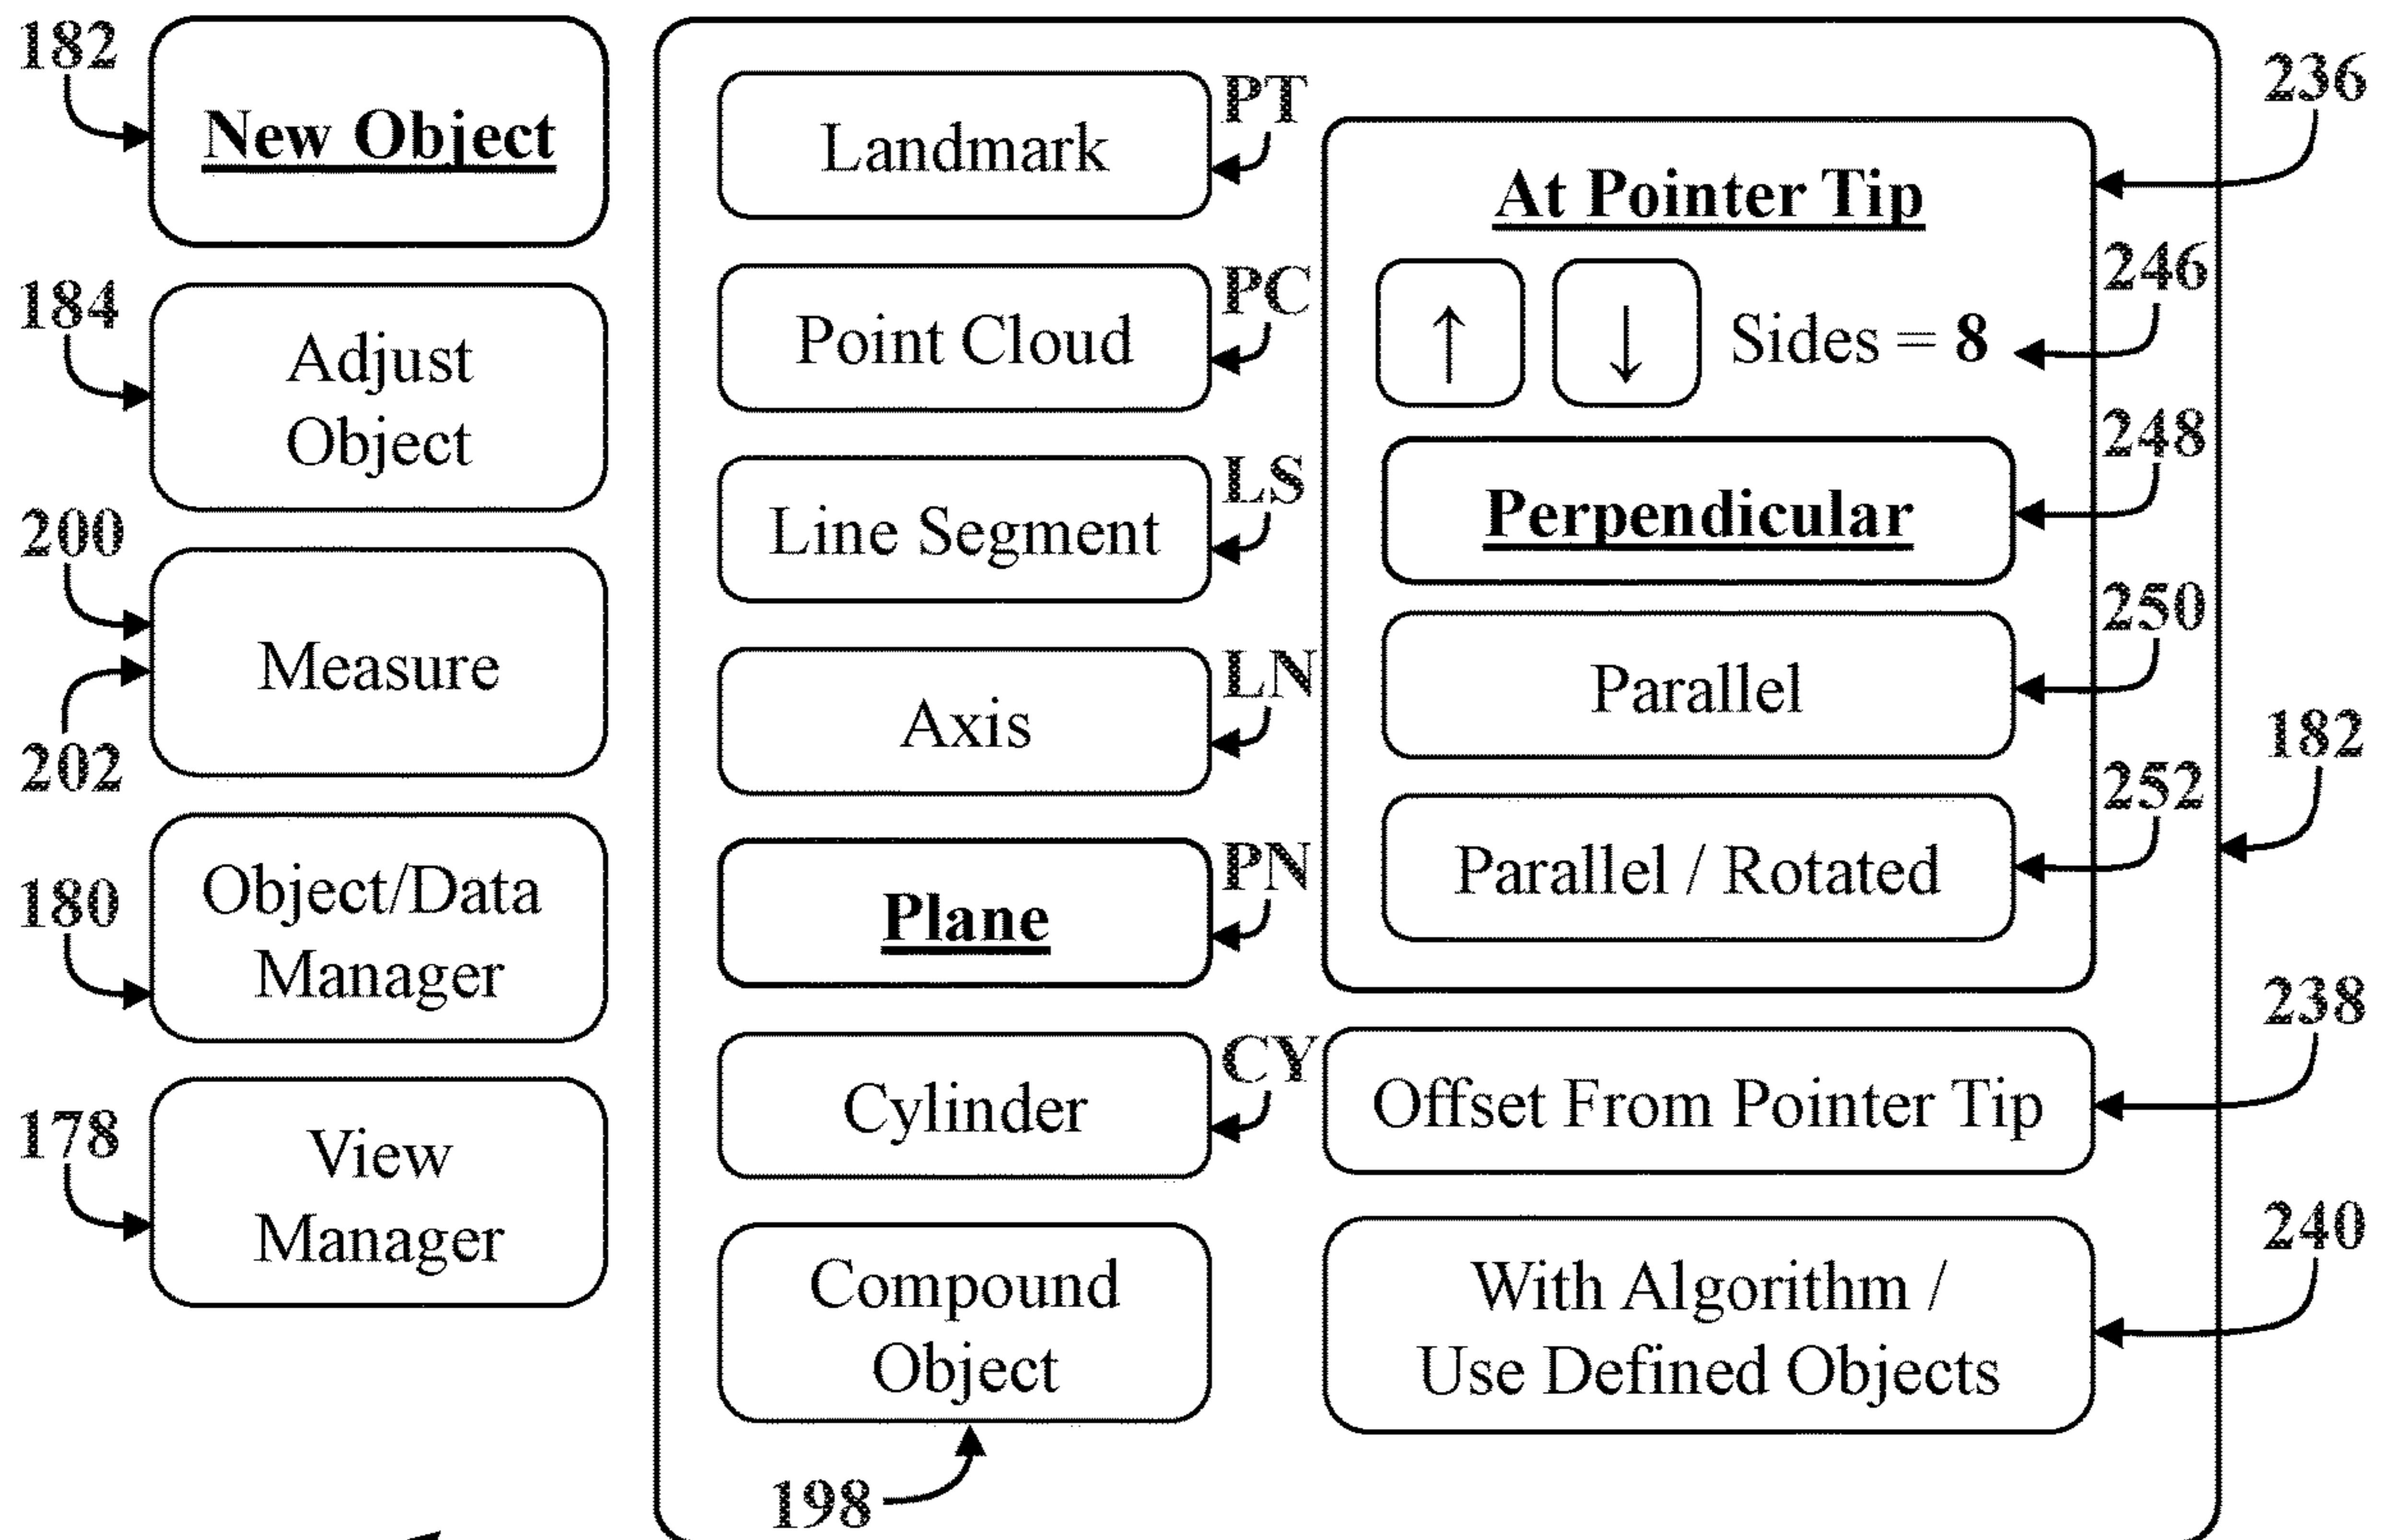 182
New Object
184
Adjust
Object
200
Measure
202
180
Object/Data
Manager
178
View
Manager
Landmark
PT
Point Cloud
PC
Line Segment
LS
Axis
LN
Plane
PN
Cylinder
CY
Compound
Object
198
At Pointer Tip
236
↑ ↓ Sides = 8
246
Perpendicular
248
Parallel
250
Parallel / Rotated
252
182
Offset From Pointer Tip
238
With Algorithm /
Use Defined Objects
240